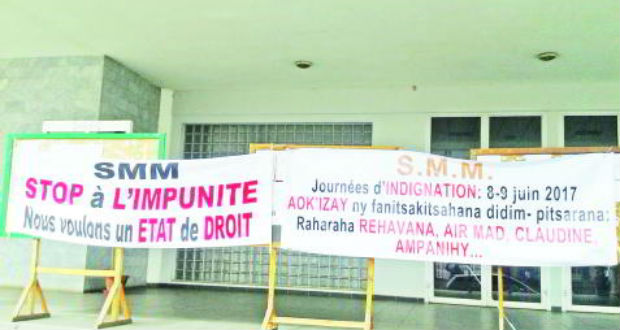 SMM
STOP à L'IMPUNITE
Nous voulons un ETAT de DROIT
S.M.M.
Journées d'INDIGNATION: 8-9 juin 2017
AOK'IZAY ny fanitsakitsahana didim- pitsarana:
Raharaha REHAVANA, AIR MAD, CLAUDINE,
AMPANIHY...